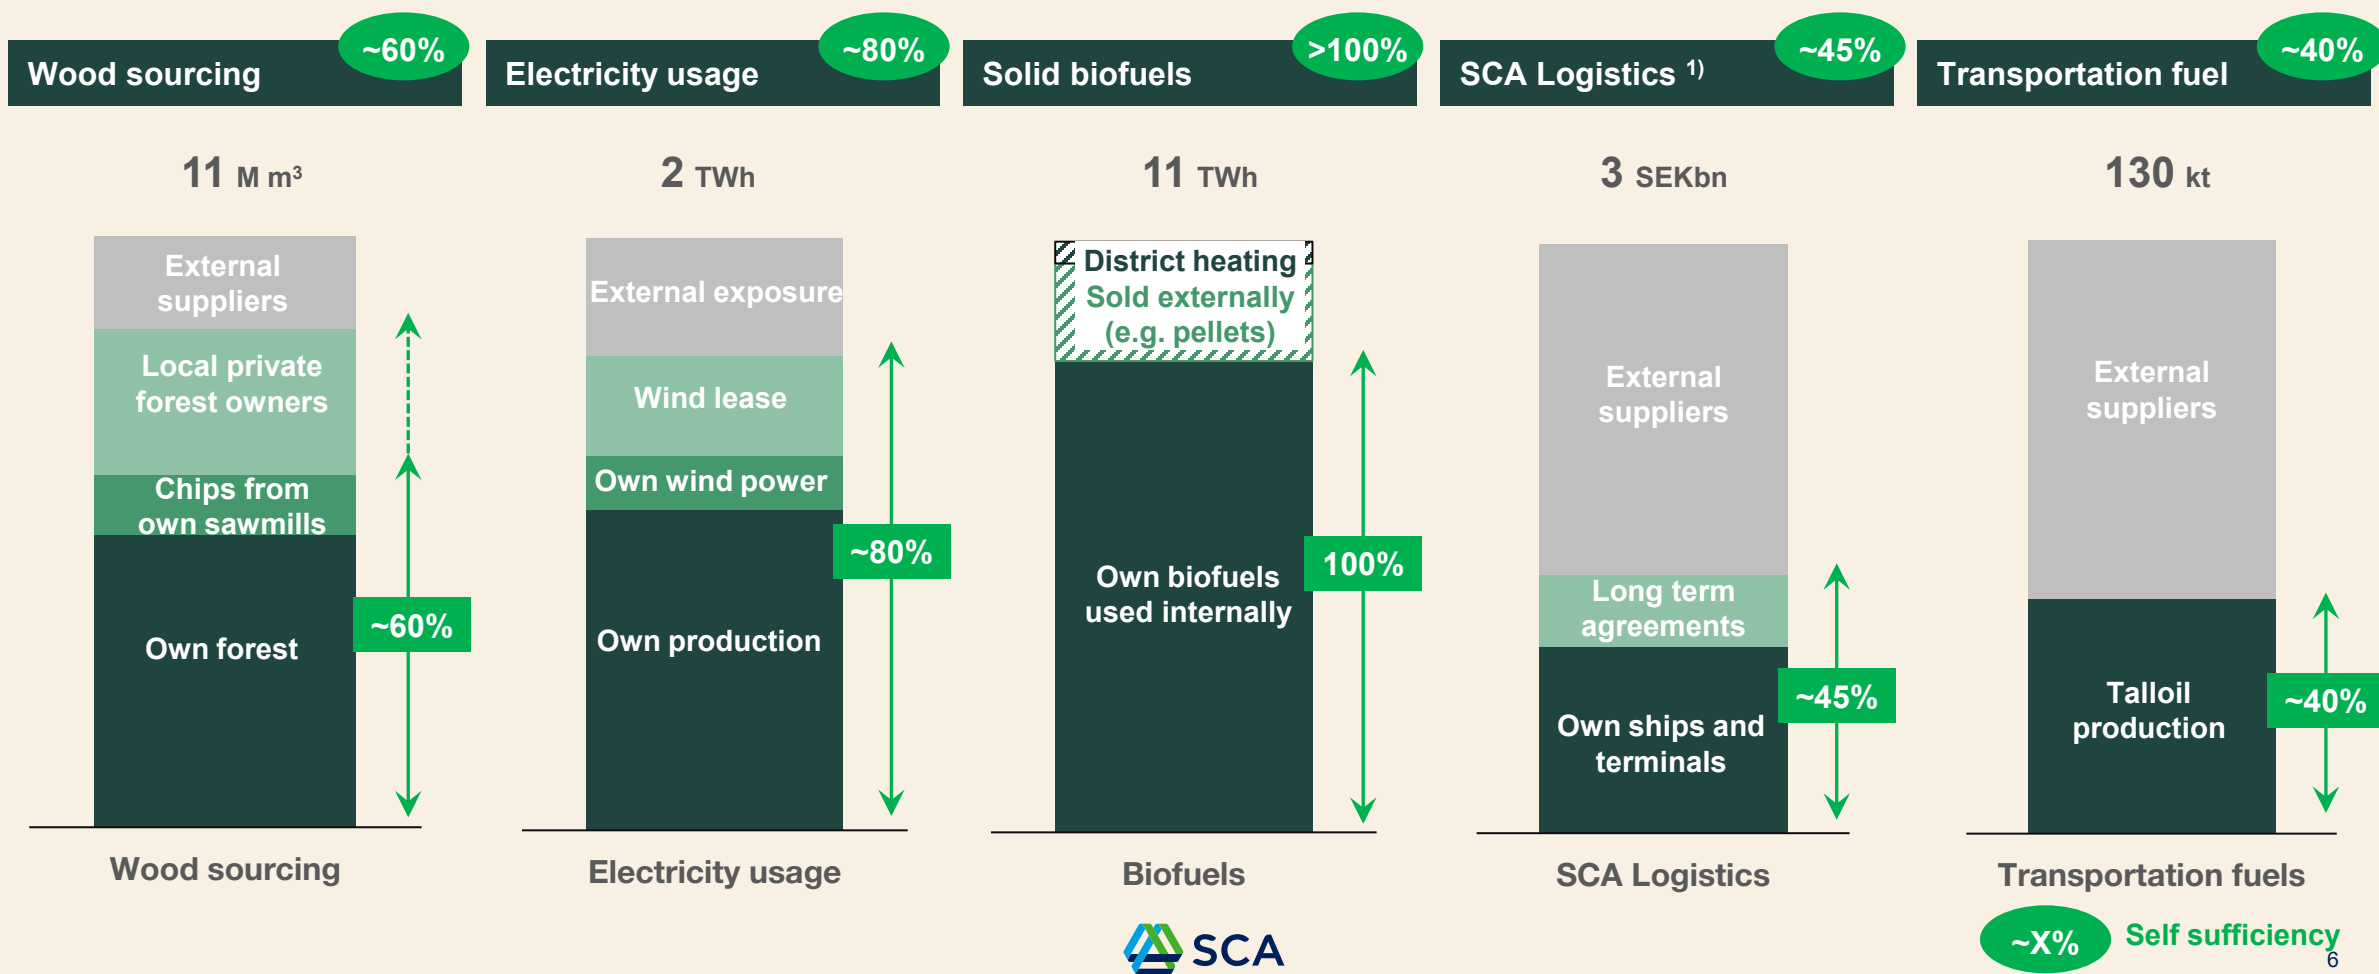 Wood sourcing
~60%
11 M m³
External
suppliers
Local private
forest owners
Chips from
own sawmills
Own forest
~60%
Wood sourcing
Electricity usage
~80%
2 TWh
External exposure
Wind lease
Own wind power
Own production
~80%
Electricity usage
Solid biofuels
>100%
11 TWh
District heating
Sold externally
(e.g. pellets)
Own biofuels
used internally
100%
Biofuels
SCA Logistics ¹⁾
~45%
3 SEKbn
External
suppliers
Long term
agreements
Own ships and
terminals
~45%
SCA Logistics
Transportation fuel
~40%
130 kt
External
suppliers
Talloil
production
~40%
Transportation fuels
SCA
~X% Self sufficiency
6